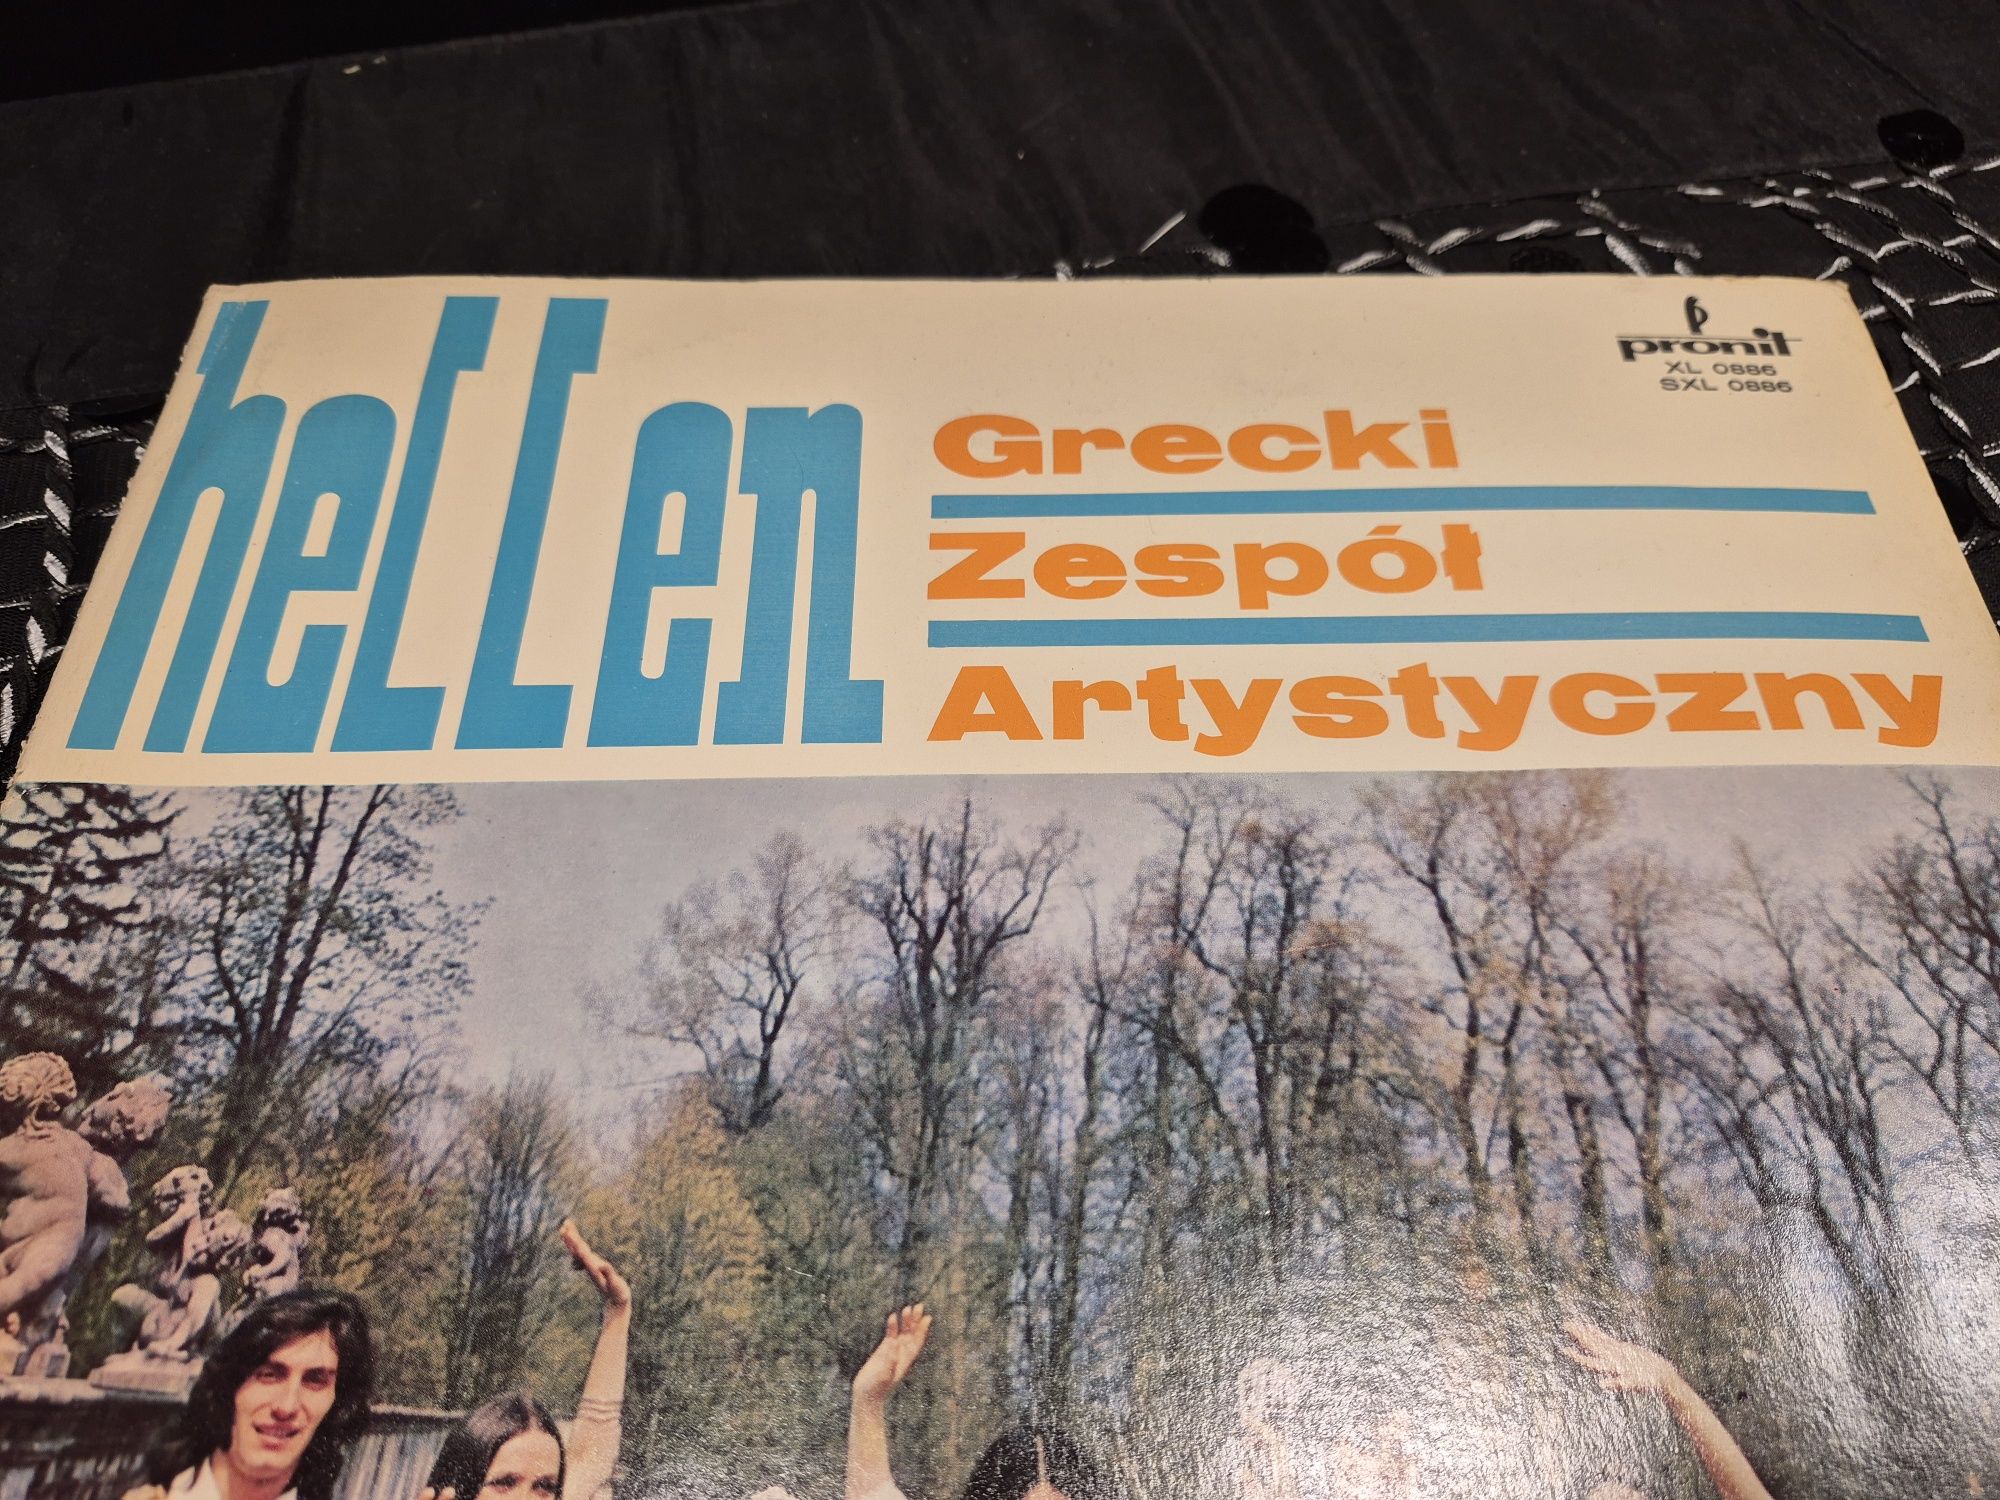 hellen
Grecki
Zespół
Artystyczny
pronit
XL 0886
SXL 0886